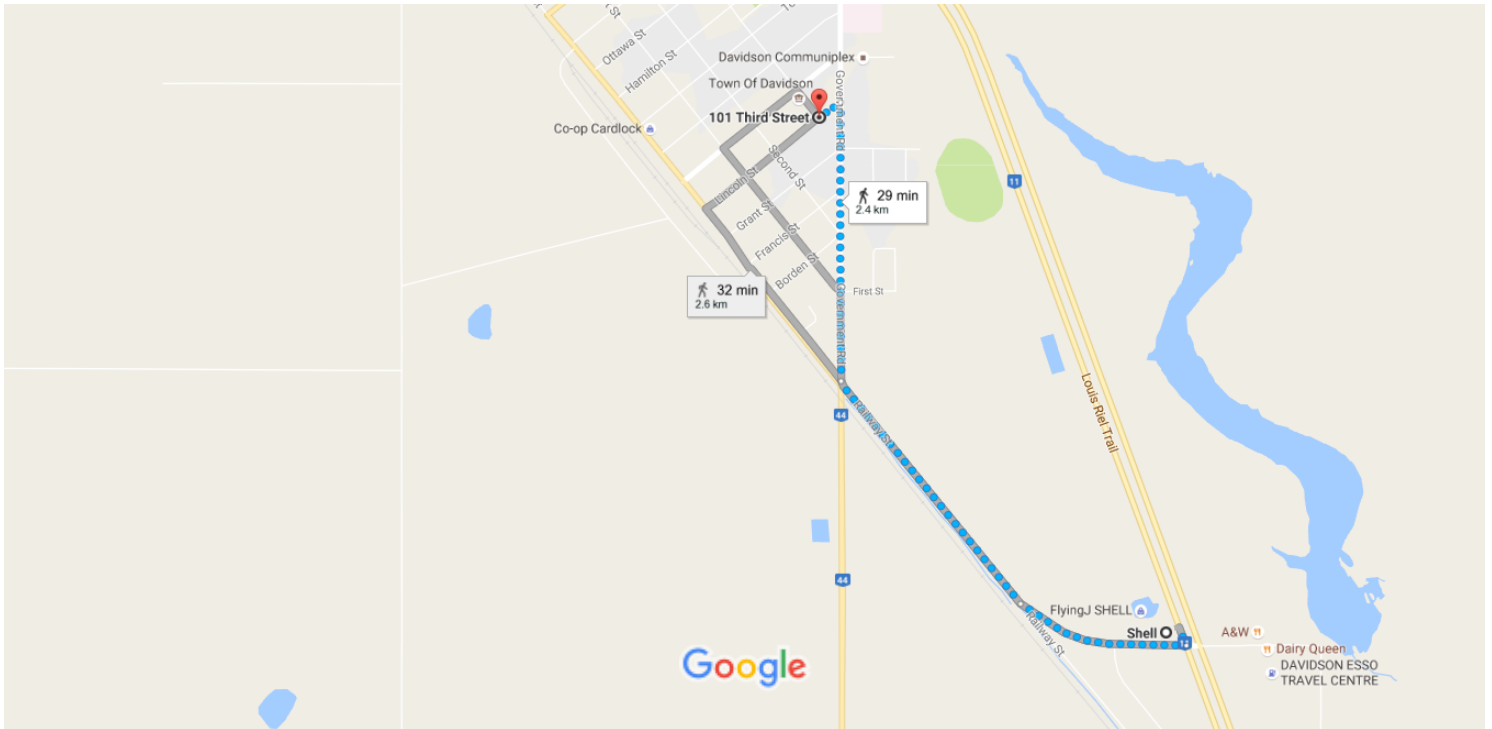 Ottawa St
Hamilton St
Davidson Communiplex
Town Of Davidson
Government Rd
101 Third Street
Co-op Cardlock
Second St
Lincoln St
11
29 min
2.4 km
Grant St
Francis St
Borden St
32 min
2.6 km
First St
Government Rd
Louis Riel Trail
44
Railway St
44
FlyingJ SHELL
Railway St
Shell
A&W
Dairy Queen
DAVIDSON ESSO
TRAVEL CENTRE
Google